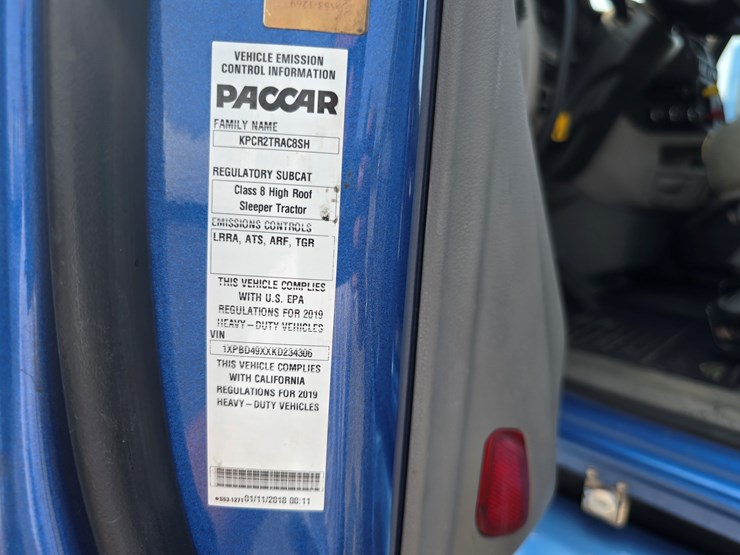 VEHICLE EMISSION
CONTROL INFORMATION
PACCAR
FAMILY NAME
KPCR2TRAC8SH
REGULATORY SUBCAT
Class 8 High Roof
Sleeper Tractor
EMISSIONS CONTROLS
LRRA, ATS, ARF, TGR
THIS VEHICLE COMPLIES
WITH U.S. EPA
REGULATIONS FOR 2019
HEAVY-DUTY VEHICLES
VIN
1XPBD49XXKD234306
THIS VEHICLE COMPLIES
WITH CALIFORNIA
REGULATIONS FOR 2019
HEAVY-DUTY VEHICLES
01/11/2018 00:11